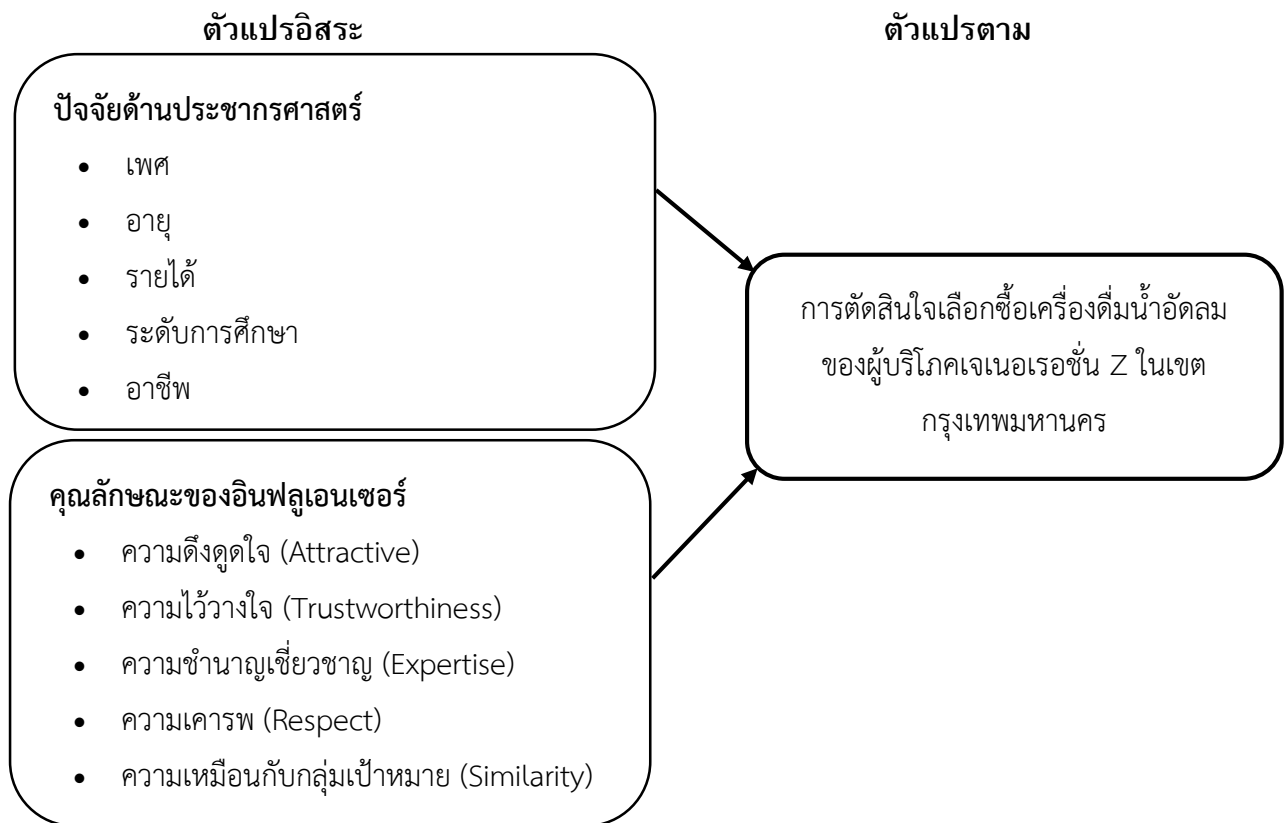 ตัวแปรอิสระ
ตัวแปรตาม
ปัจจัยด้านประชากรศาสตร์
• เพศ
• อายุ
• รายได้
• ระดับการศึกษา
• อาชีพ
คุณลักษณะของอินฟลูเอนเซอร์
• ความดึงดูดใจ (Attractive)
• ความไว้วางใจ (Trustworthiness)
• ความชำนาญเชี่ยวชาญ (Expertise)
• ความเคารพ (Respect)
• ความเหมือนกับกลุ่มเป้าหมาย (Similarity)
การตัดสินใจเลือกซื้อเครื่องดื่มน้ำอัดลม
ของผู้บริโภคเจเนอเรอชั่น Z ในเขต
กรุงเทพมหานคร